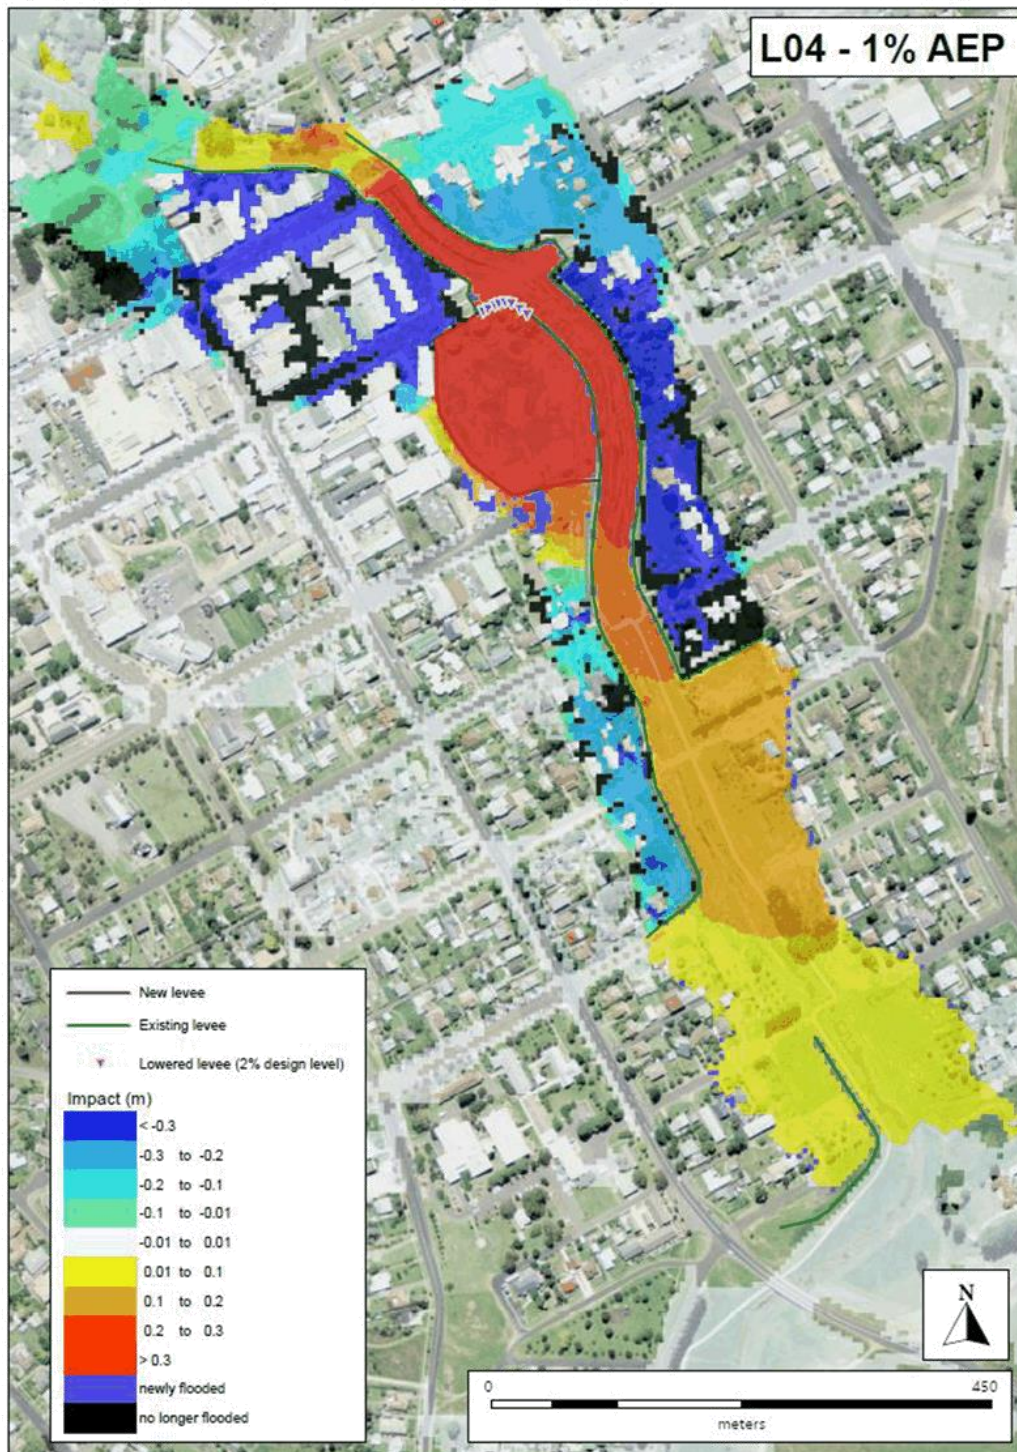 L04 - 1% AEP
New levee
Existing levee
Lowered levee (2% design level)
Impact (m)
< -0.3
-0.3 to -0.2
-0.2 to -0.1
-0.1 to -0.01
-0.01 to 0.01
0.01 to 0.1
0.1 to 0.2
0.2 to 0.3
> 0.3
newly flooded
no longer flooded
N
0 450
meters